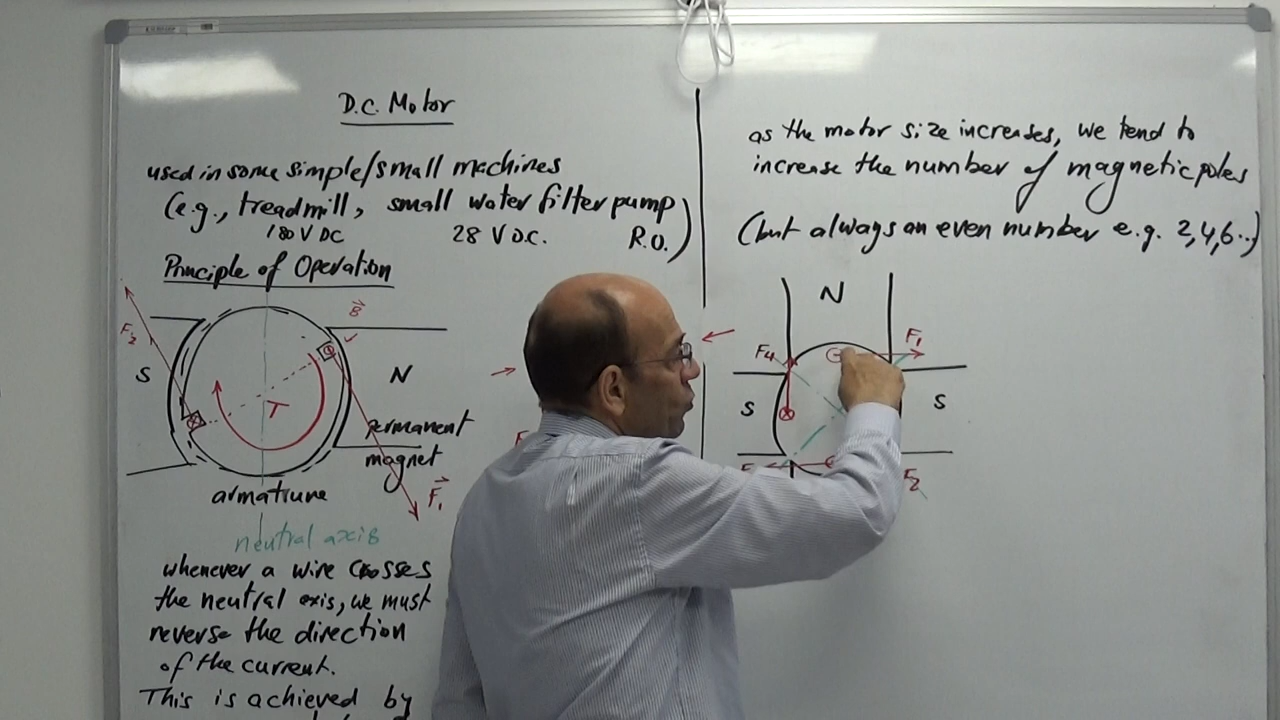 D.C. Motor
used in some simple/small machines
(e.g., treadmill, small water filter pump)
180 V DC 28 V D.C. R.O.
Principle of Operation
F₂
B⃗
S
N
T
permanent
magnet
F⃗₁
armatrure
neutral axis
whenever a wire crosses
the neutral axis, we must
reverse the direction
of the current.
This is achieved by
as the motor size increases, we tend to
increase the number of magnetic poles
(but always an even number e.g. 2,4,6..)
N
F₄
F₁
S
S
F₂